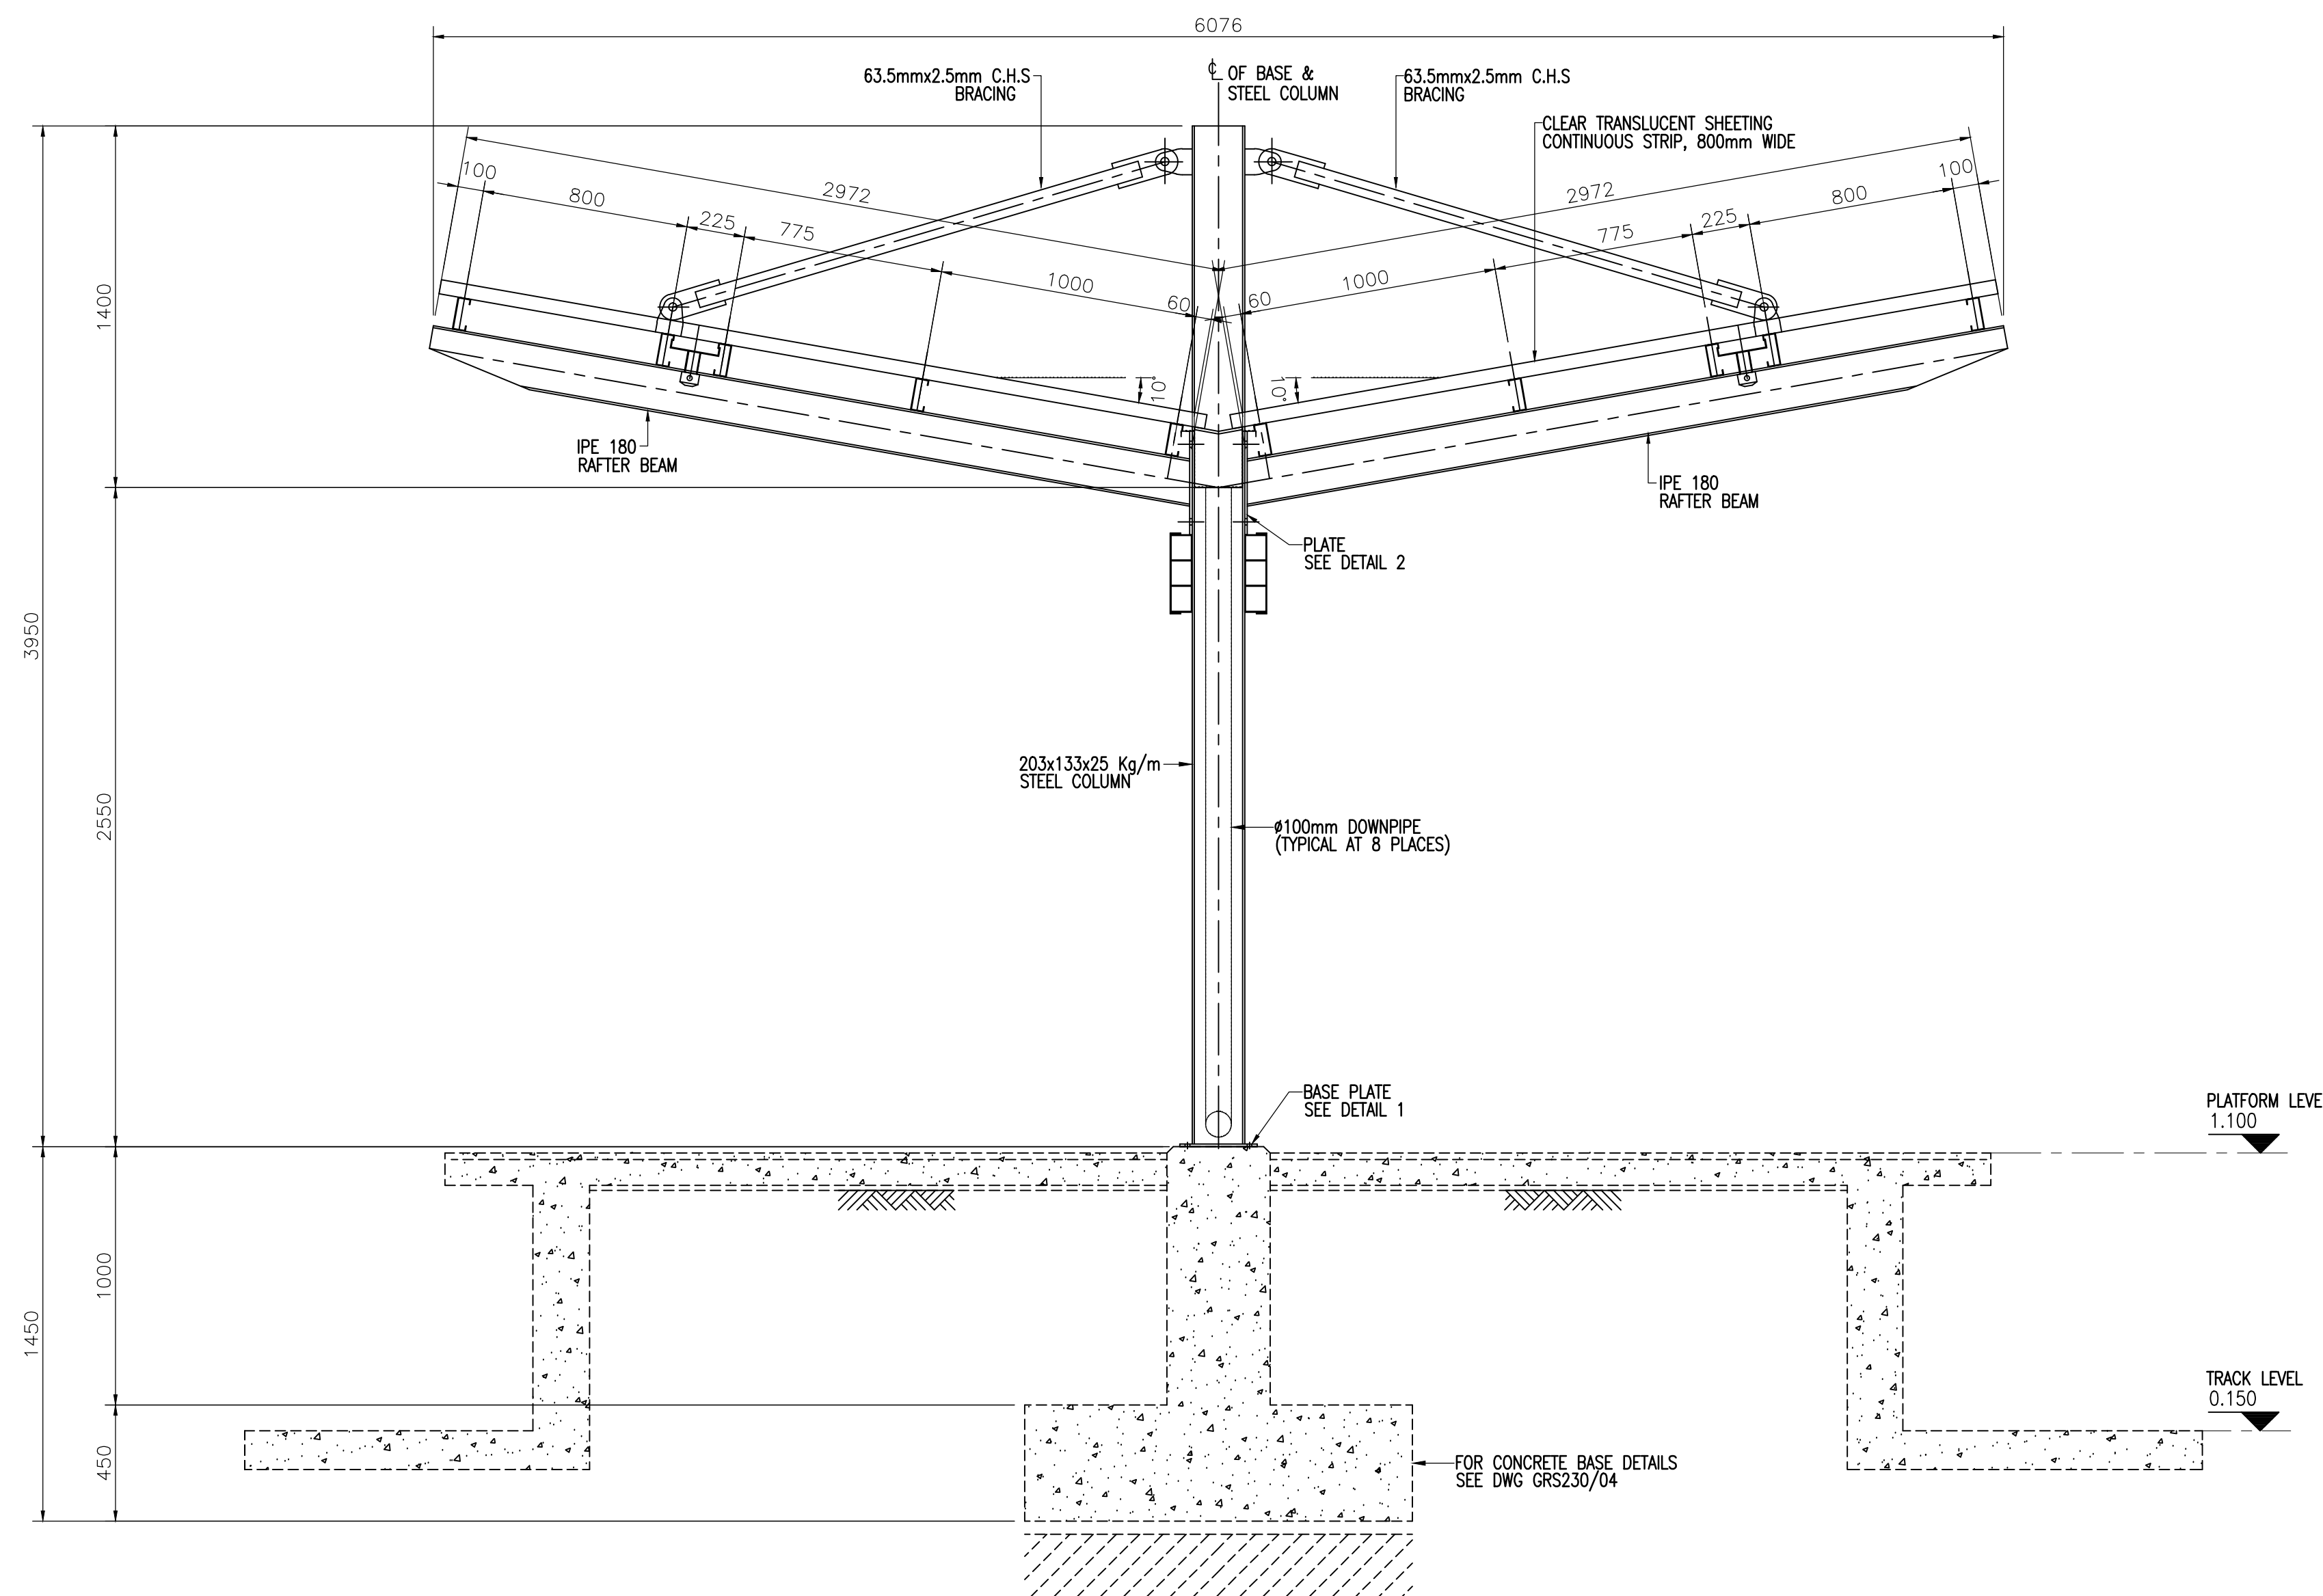 6076
63.5mmx2.5mm C.H.S
BRACING
℄ OF BASE &
STEEL COLUMN
63.5mmx2.5mm C.H.S
BRACING
CLEAR TRANSLUCENT SHEETING
CONTINUOUS STRIP, 800mm WIDE
100
800
225
775
2972
1000
60
2972
100
800
225
775
1000
60
10°
10°
1400
3950
2550
IPE 180
RAFTER BEAM
IPE 180
RAFTER BEAM
PLATE
SEE DETAIL 2
203x133x25 Kg/m
STEEL COLUMN
ø100mm DOWNPIPE
(TYPICAL AT 8 PLACES)
BASE PLATE
SEE DETAIL 1
PLATFORM LEVE
1.100
1000
1450
450
TRACK LEVEL
0.150
FOR CONCRETE BASE DETAILS
SEE DWG GRS230/04